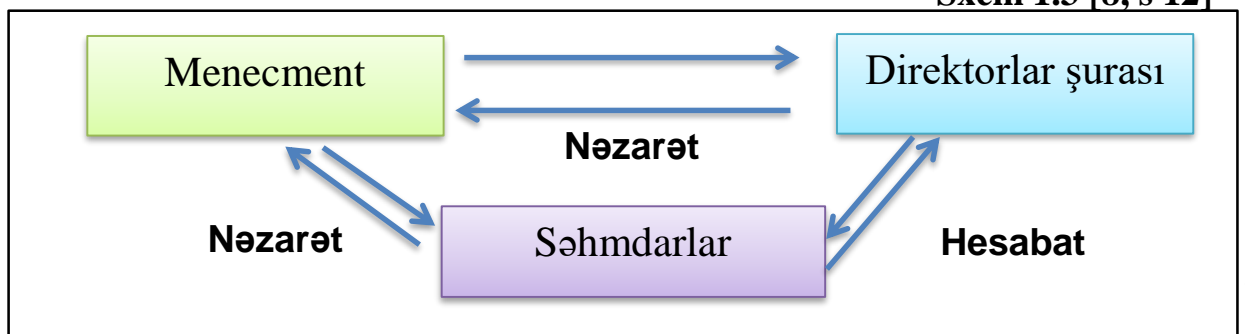 Menecment
Direktorlar şurası
Nəzarət
Nəzarət
Səhmdarlar
Hesabat